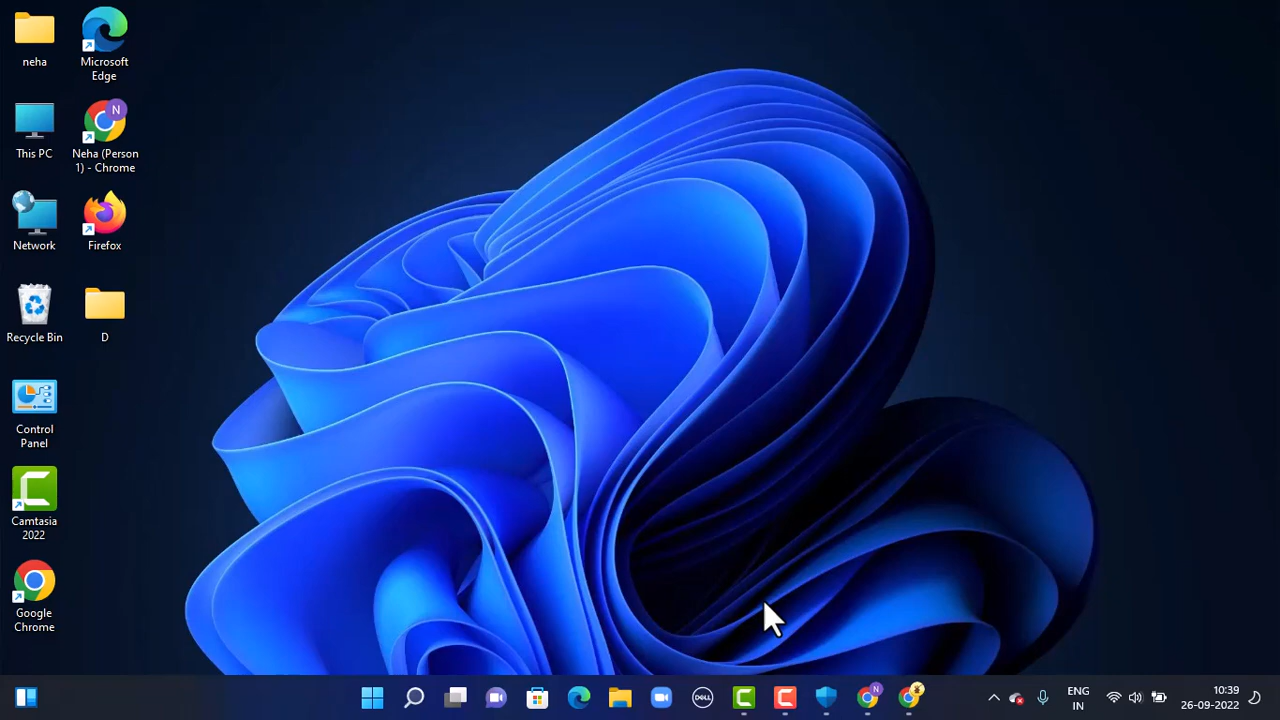 neha
Microsoft
Edge
This PC
Neha (Person
1) - Chrome
N
Network
Firefox
Recycle Bin
D
Control
Panel
Camtasia
2022
Google
Chrome
DELL
N
ENG
IN
10:39
26-09-2022